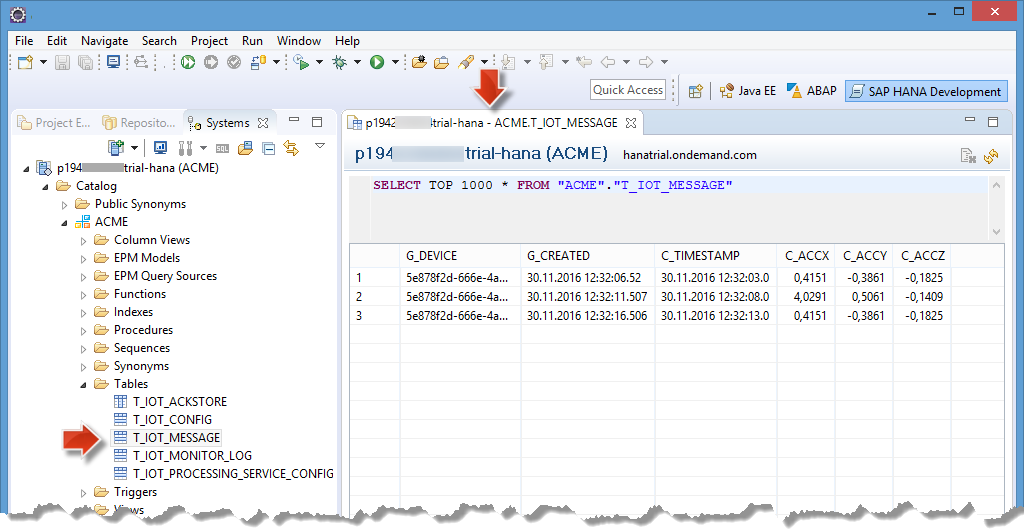 File Edit Navigate Search Project Run Window Help
Quick Access
Java EE
ABAP
SAP HANA Development
Project E...
Reposito...
Systems
SQL
p194 trial-hana (ACME)
Catalog
Public Synonyms
ACME
Column Views
EPM Models
EPM Query Sources
Functions
Indexes
Procedures
Sequences
Synonyms
Tables
T_IOT_ACKSTORE
T_IOT_CONFIG
T_IOT_MESSAGE
T_IOT_MONITOR_LOG
T_IOT_PROCESSING_SERVICE_CONFIG
Triggers
Views
p1942 4trial-hana - ACME.T_IOT_MESSAGE
p194 trial-hana (ACME) hanatrial.ondemand.com
SELECT TOP 1000 * FROM "ACME"."T_IOT_MESSAGE"
G_DEVICE G_CREATED C_TIMESTAMP C_ACCX C_ACCY C_ACCZ
1 5e878f2d-666e-4a... 30.11.2016 12:32:06.52 30.11.2016 12:32:03.0 0,4151 -0,3861 -0,1825
2 5e878f2d-666e-4a... 30.11.2016 12:32:11.507 30.11.2016 12:32:08.0 4,0291 0,5061 -0,1409
3 5e878f2d-666e-4a... 30.11.2016 12:32:16.506 30.11.2016 12:32:13.0 0,4151 -0,3861 -0,1825